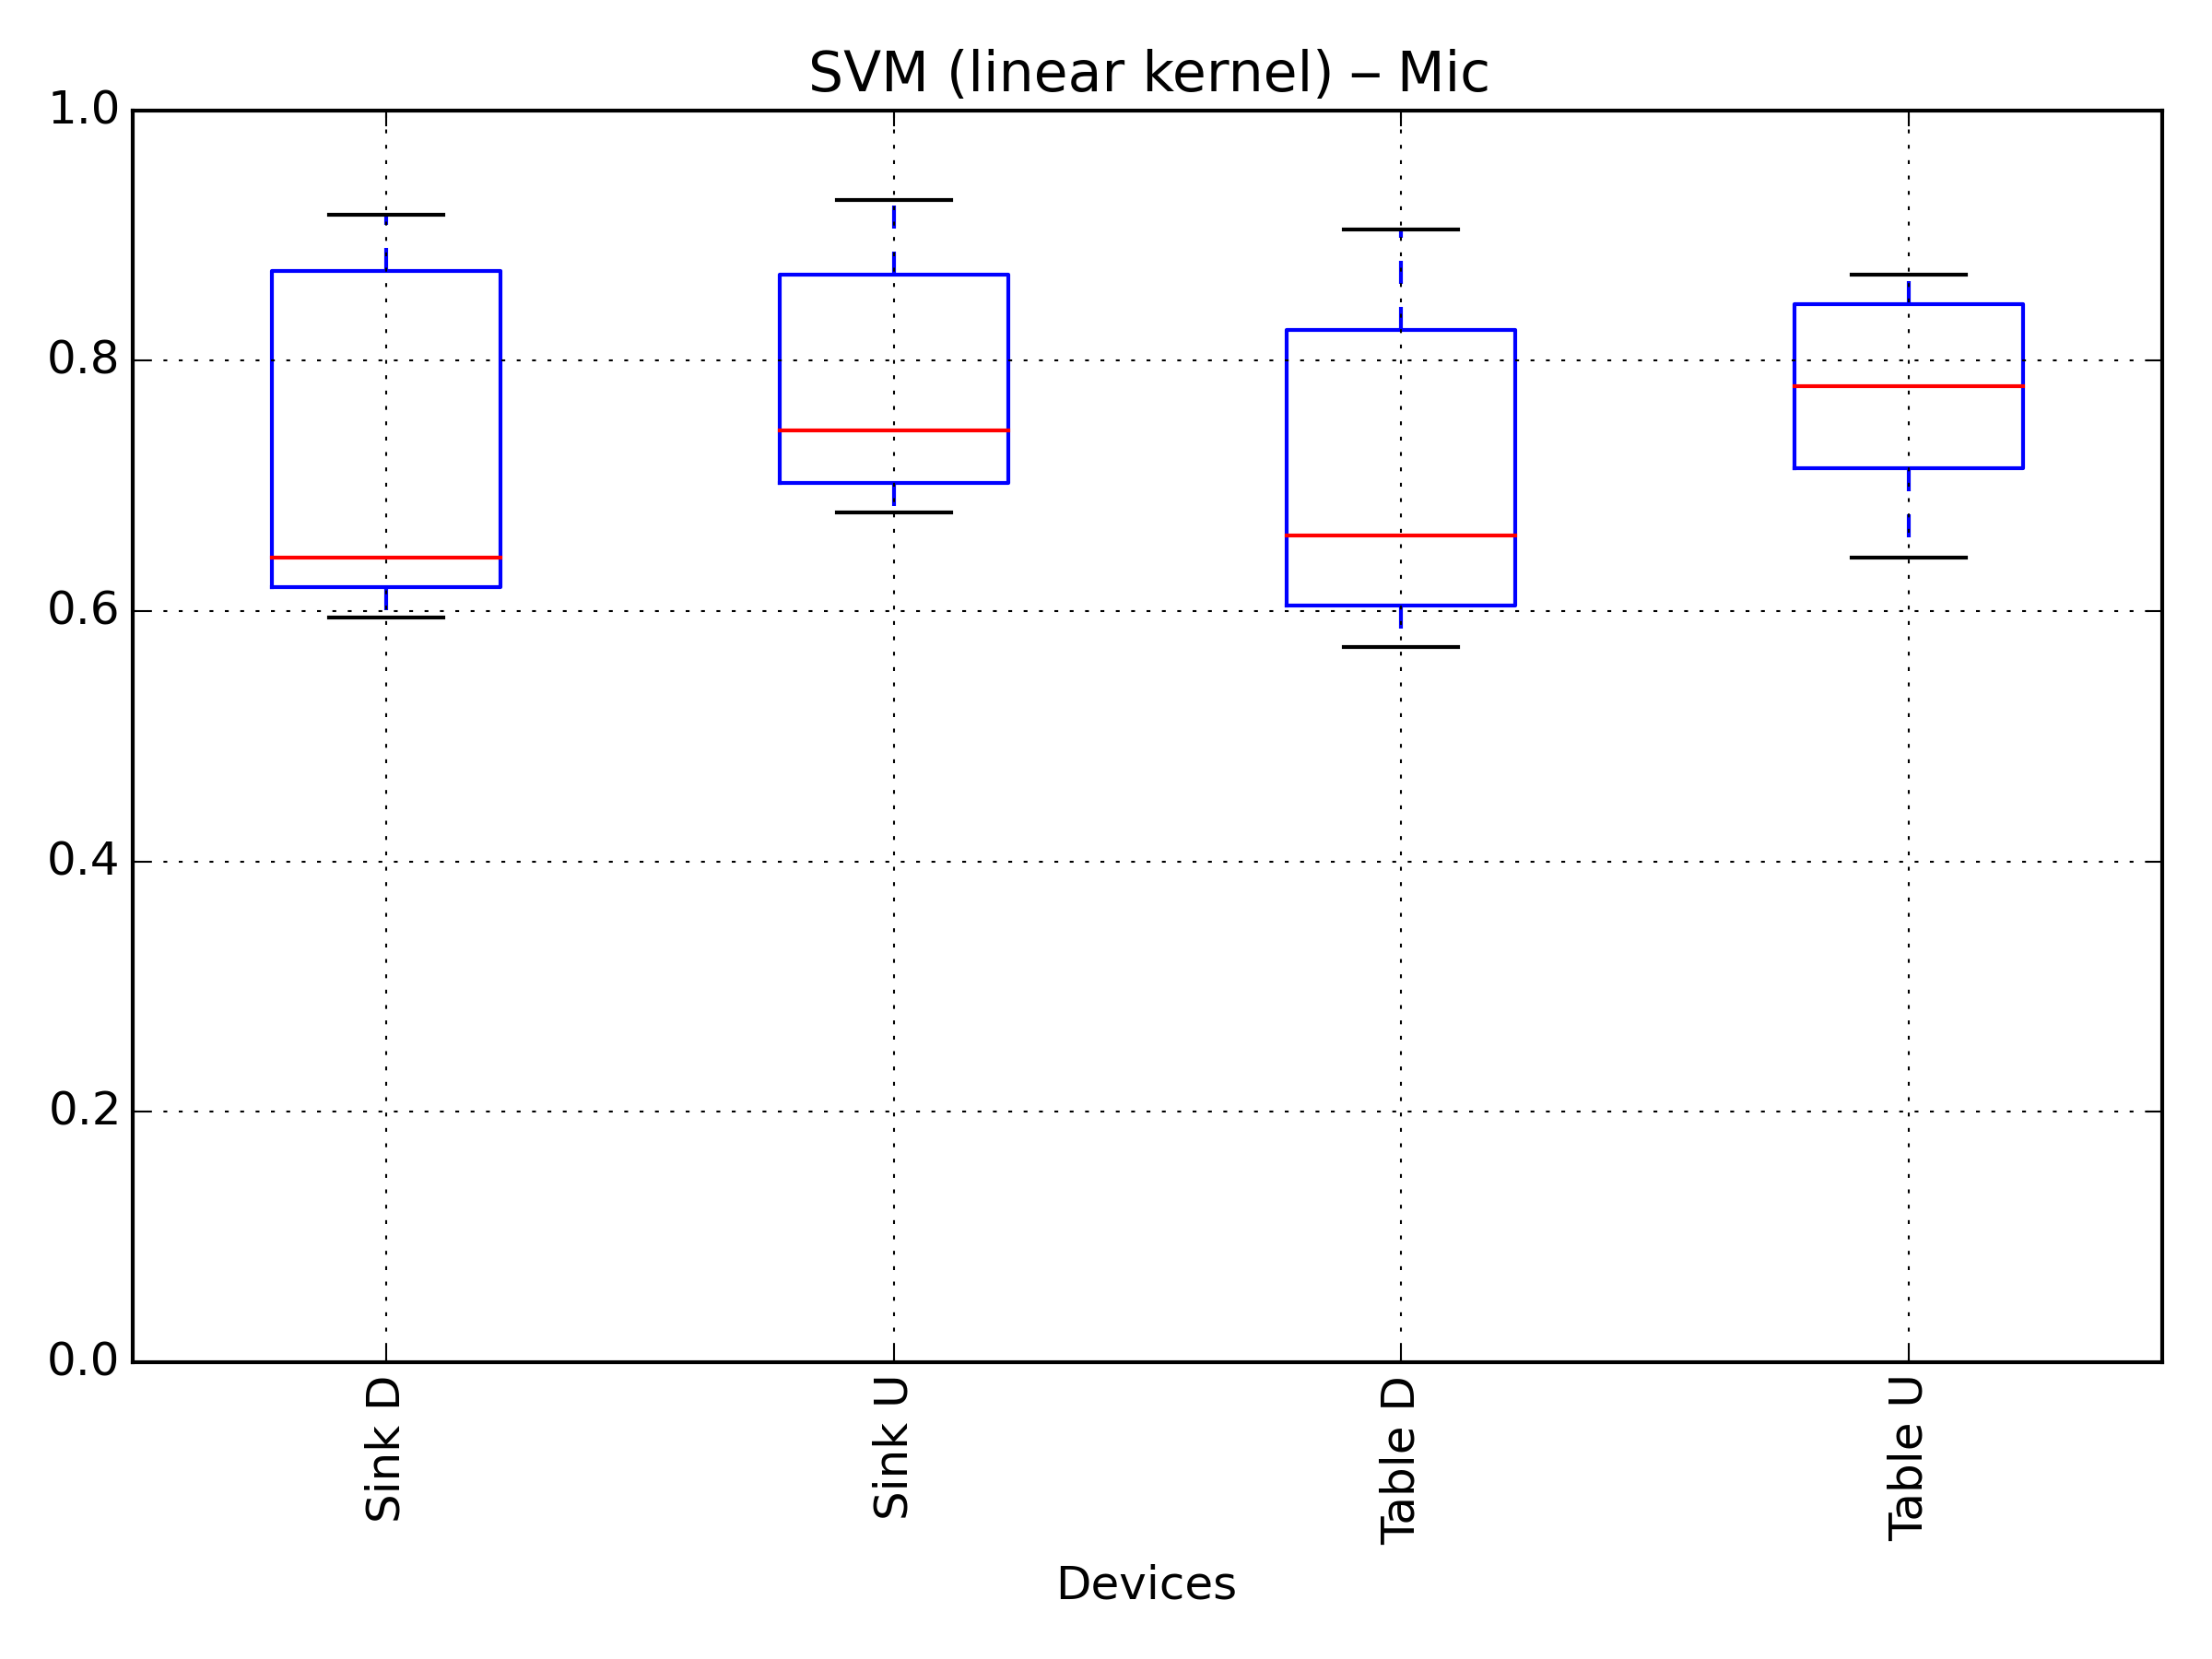 SVM (linear kernel) – Mic
1.0
0.8
0.6
0.4
0.2
0.0
Sink D
Sink U
Table D
Table U
Devices